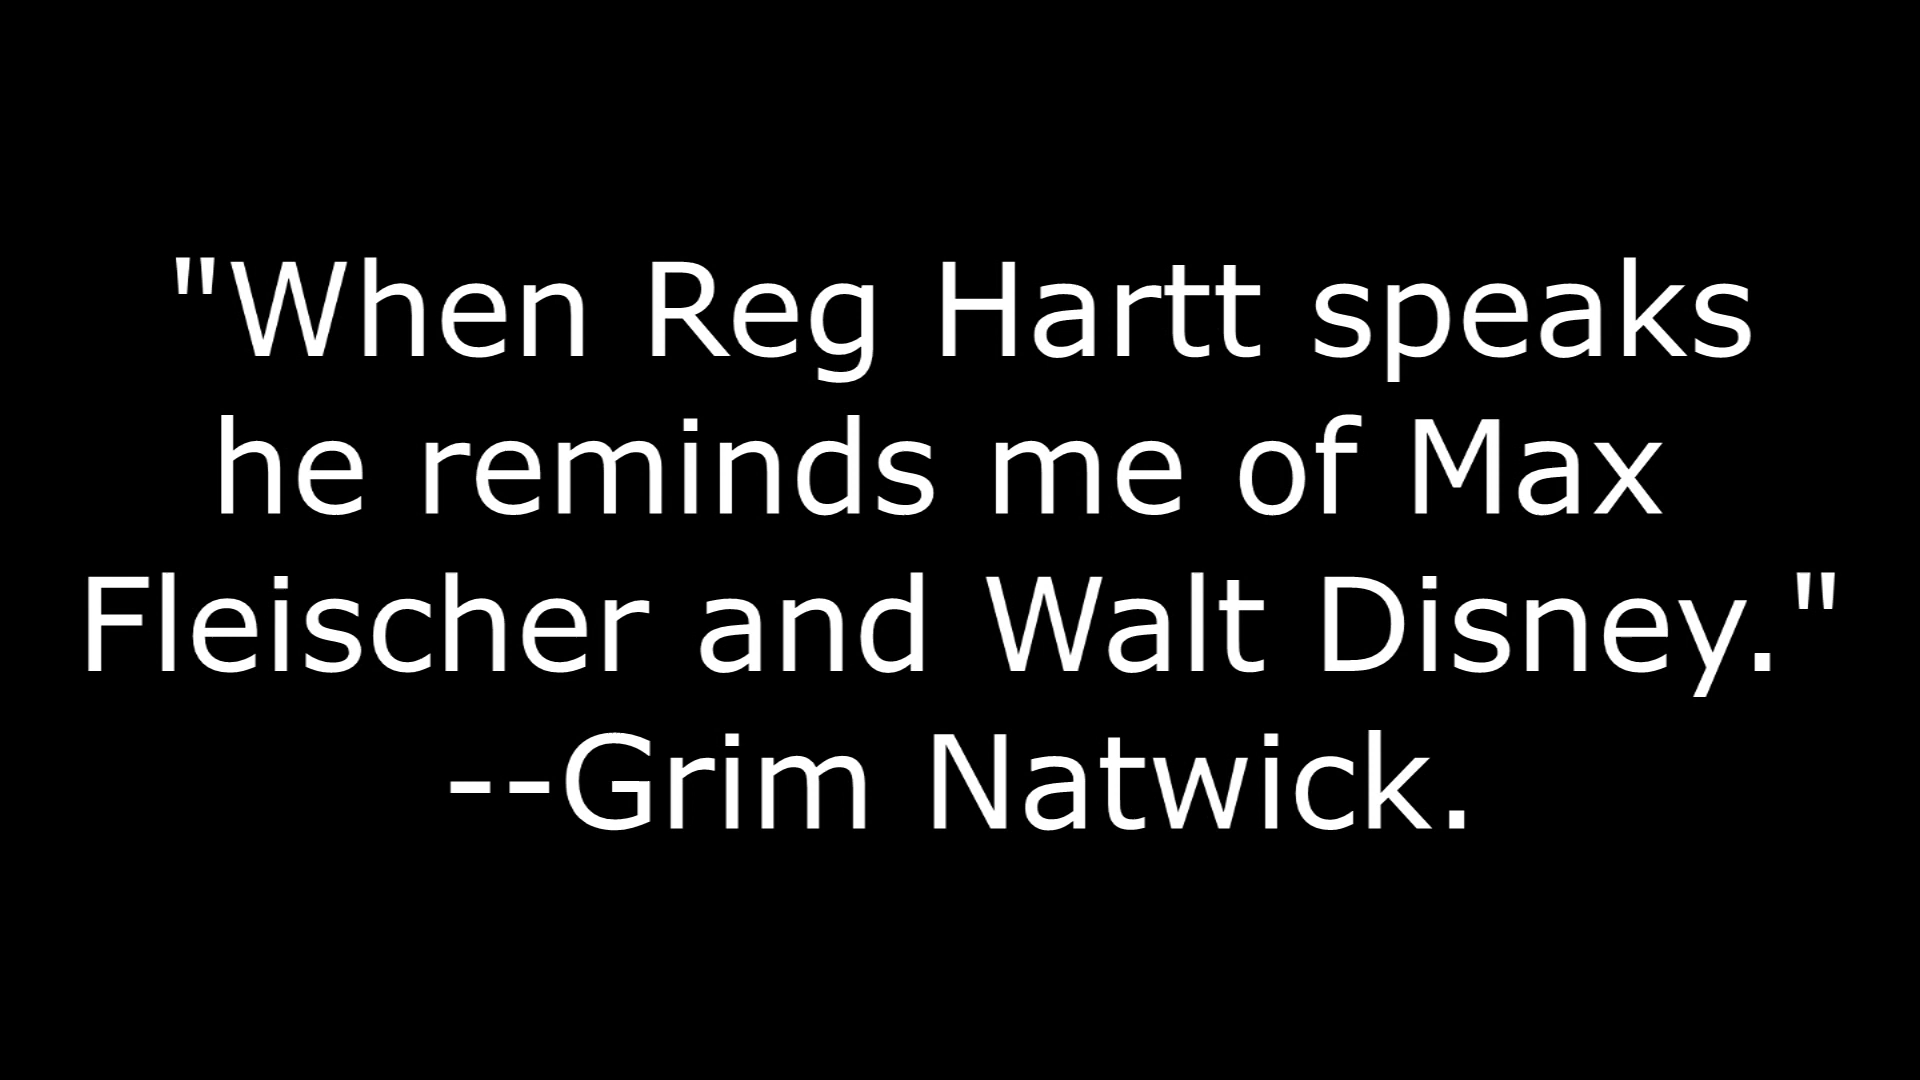 "When Reg Hartt speaks
he reminds me of Max
Fleischer and Walt Disney."
--Grim Natwick.